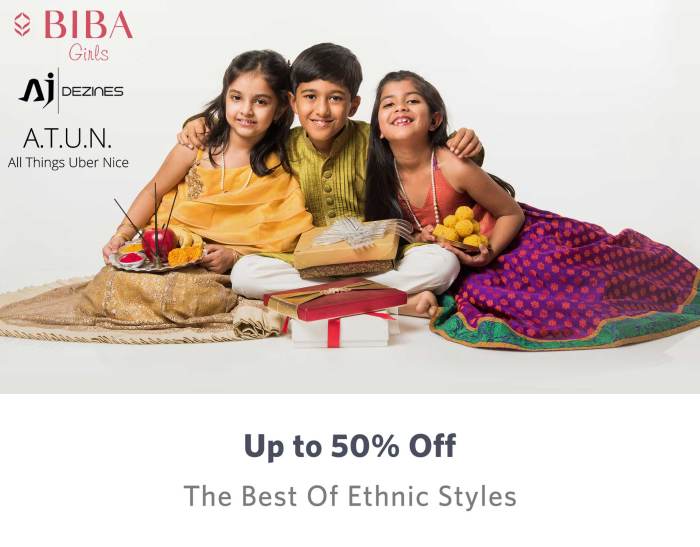 BIBA
Girls
Aj DEZINES
A.T.U.N.
All Things Uber Nice
Up to 50% Off
The Best Of Ethnic Styles